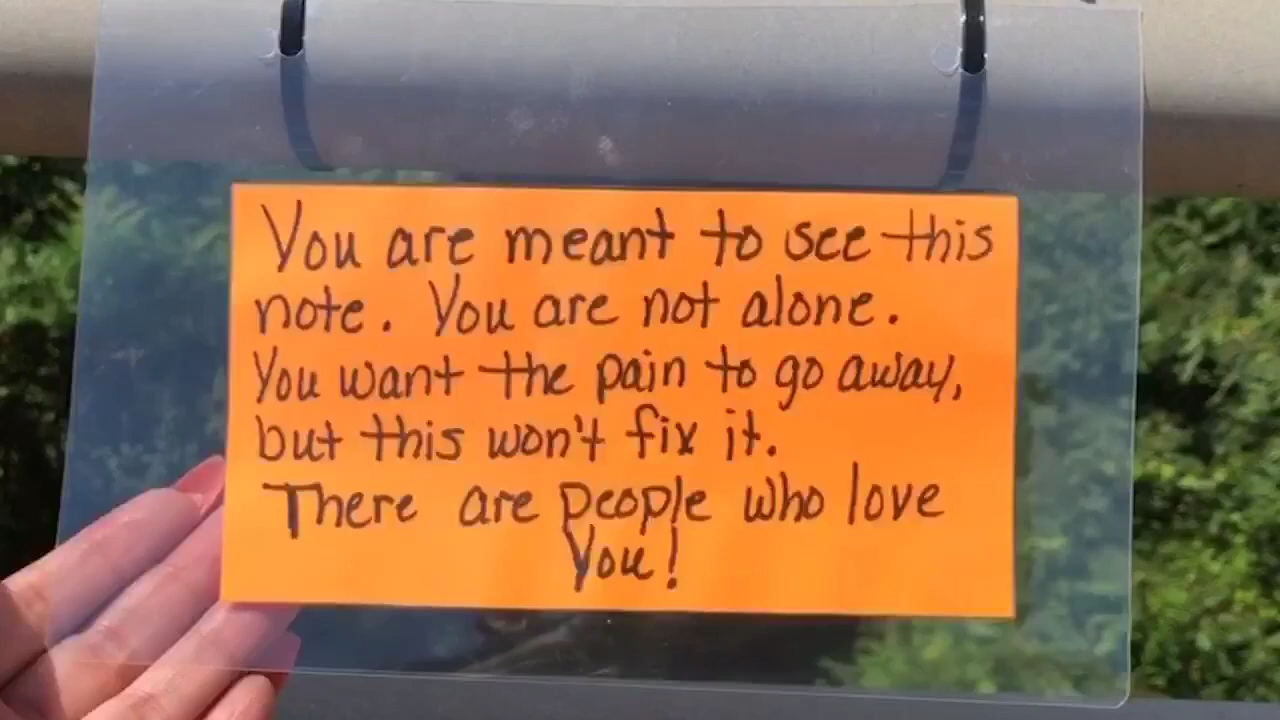 You are meant to see this
note. You are not alone.
You want the pain to go away,
but this won't fix it.
There are people who love
You!